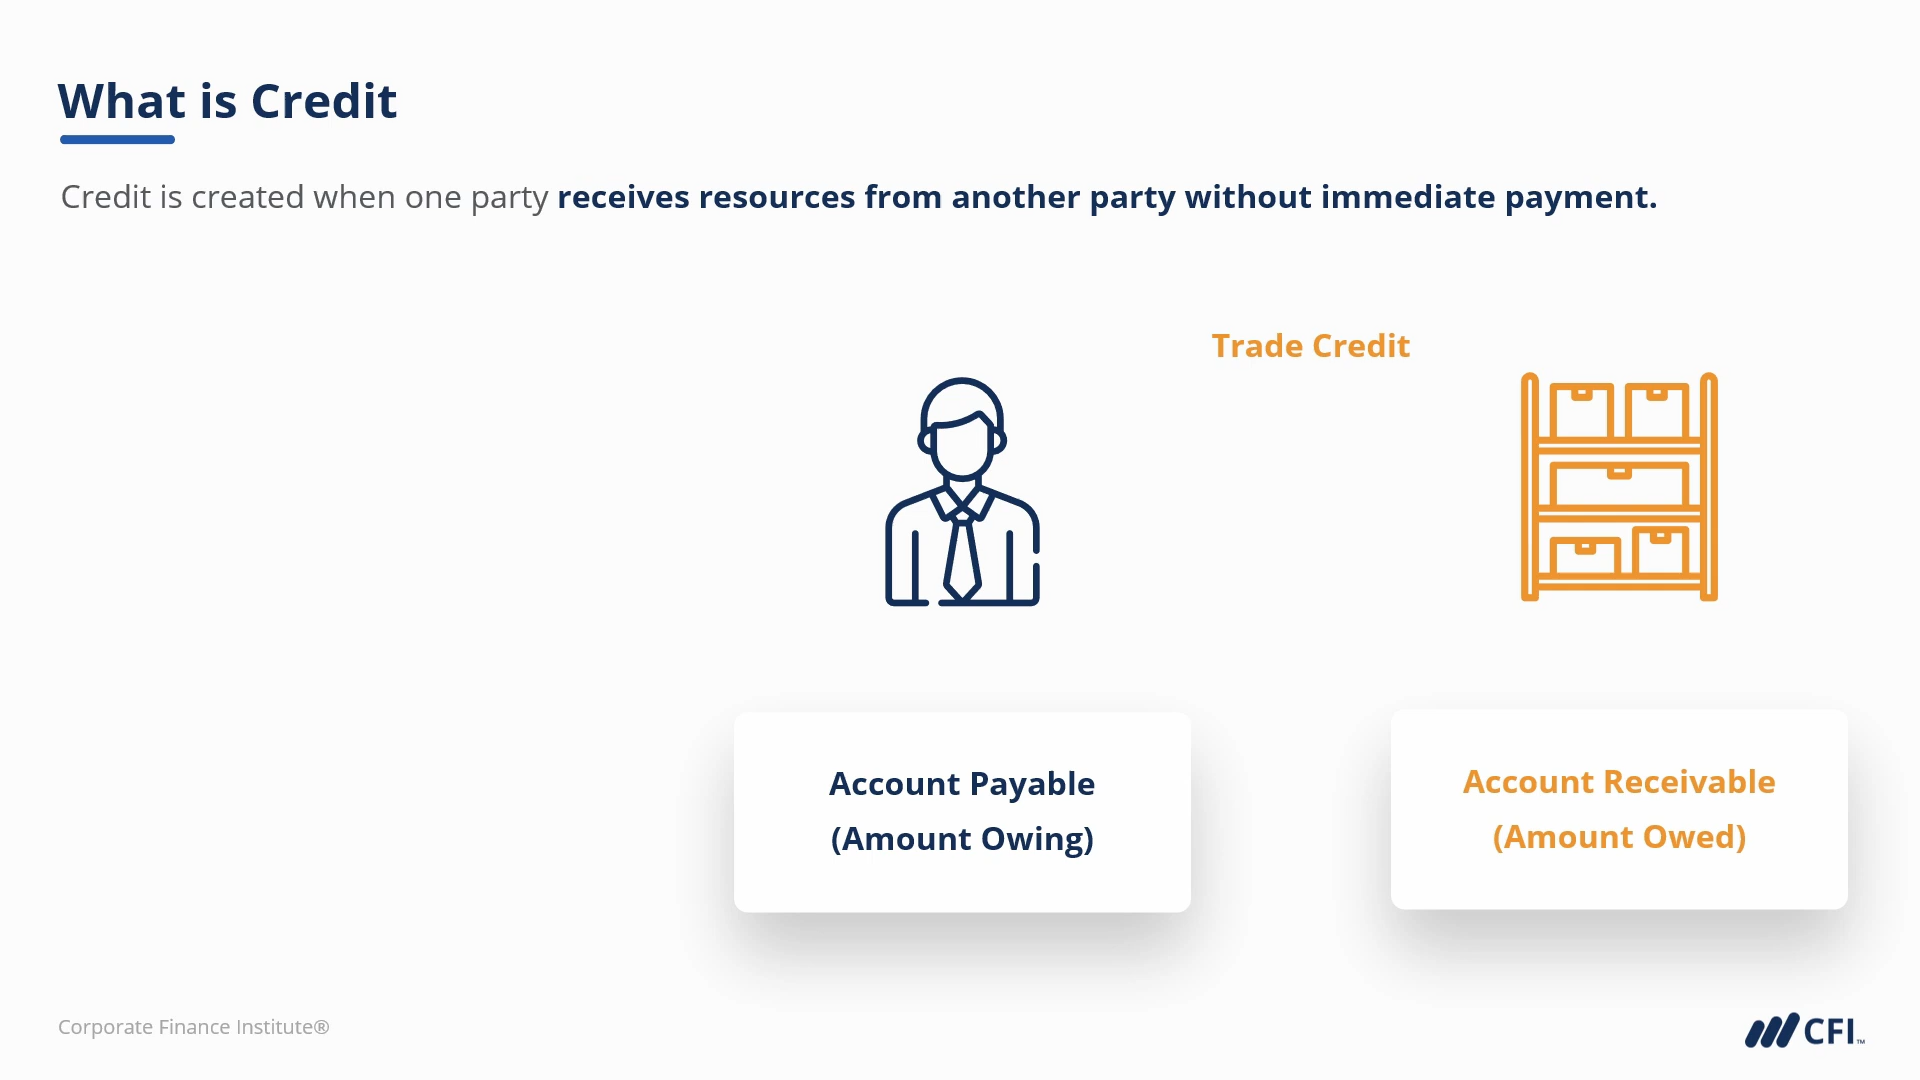 What is Credit
Credit is created when one party receives resources from another party without immediate payment.
Trade Credit
Account Payable
(Amount Owing)
Account Receivable
(Amount Owed)
Corporate Finance Institute®
CFI™